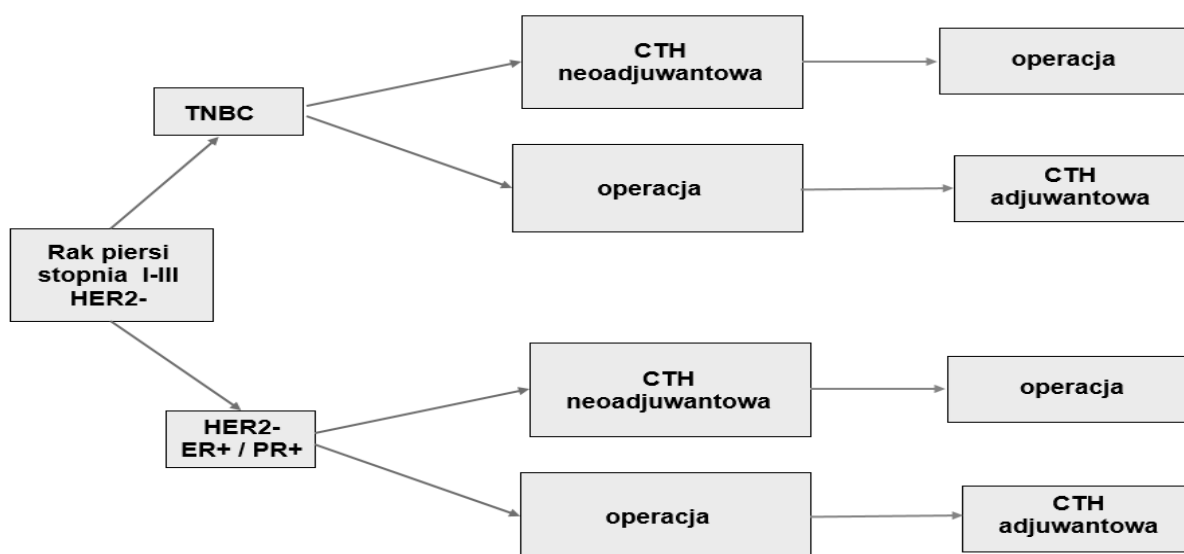 CTH
neoadjuwantowa
operacja
TNBC
operacja
CTH
adjuwantowa
Rak piersi
stopnia I-III
HER2-
CTH
neoadjuwantowa
operacja
HER2-
ER+ / PR+
operacja
CTH
adjuwantowa